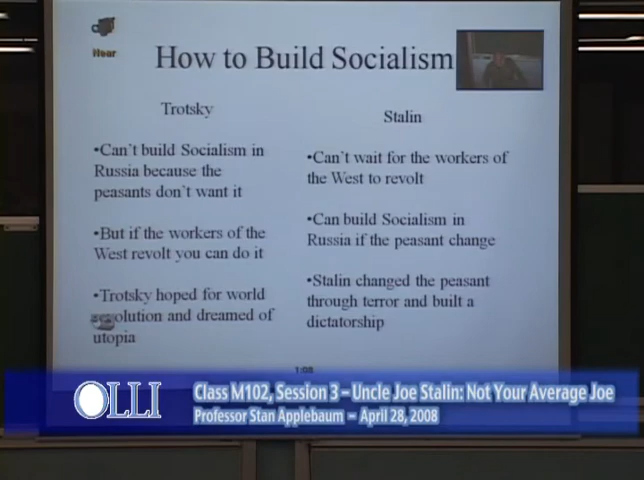 Hear
How to Build Socialism
Trotsky
•Can't build Socialism in
Russia because the
peasants don't want it
•But if the workers of the
West revolt you can do it
•Trotsky hoped for world
olution and dreamed of
utopia
Stalin
•Can't wait for the workers of
the West to revolt
•Can build Socialism in
Russia if the peasant change
•Stalin changed the peasant
through terror and built a
dictatorship
1:08
OLLI
Class M102, Session 3 – Uncle Joe Stalin: Not Your Average Joe
Professor Stan Applebaum – April 28, 2008